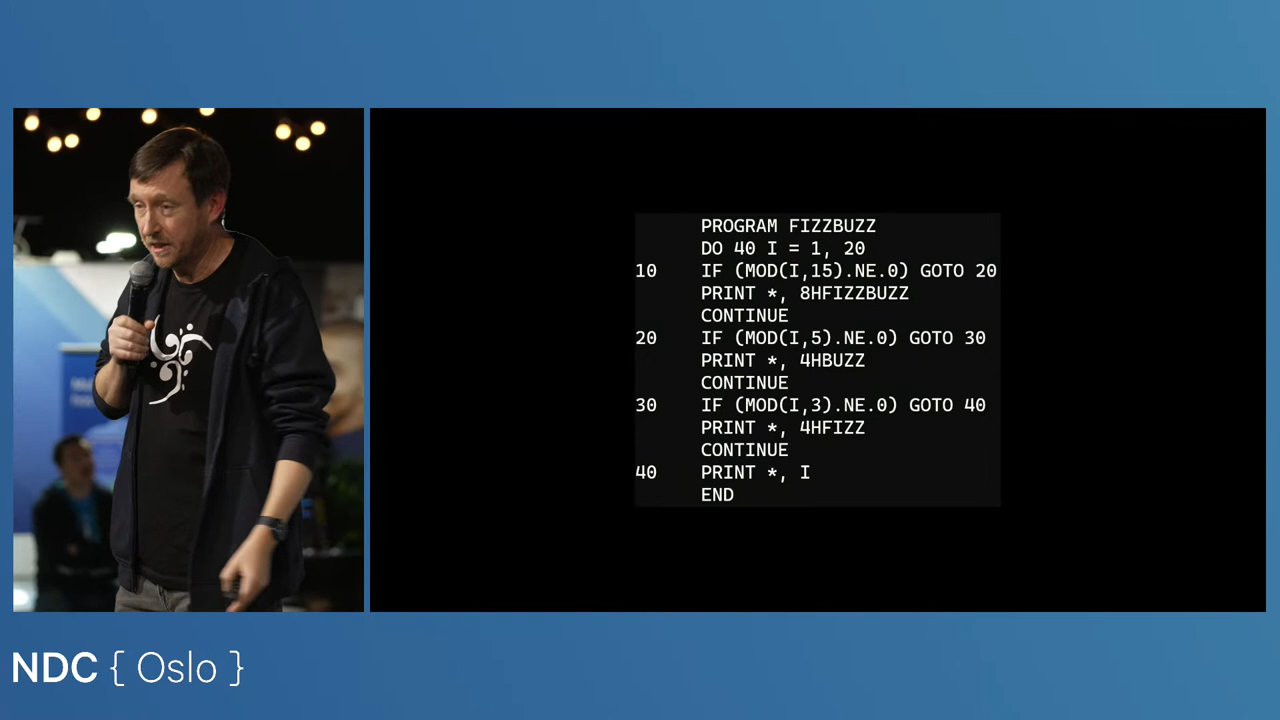 PROGRAM FIZZBUZZ
DO 40 I = 1, 20
10 IF (MOD(I,15).NE.0) GOTO 20
PRINT *, 8HFIZZBUZZ
CONTINUE
20 IF (MOD(I,5).NE.0) GOTO 30
PRINT *, 4HBUZZ
CONTINUE
30 IF (MOD(I,3).NE.0) GOTO 40
PRINT *, 4HFIZZ
CONTINUE
40 PRINT *, I
END
NDC { Oslo }